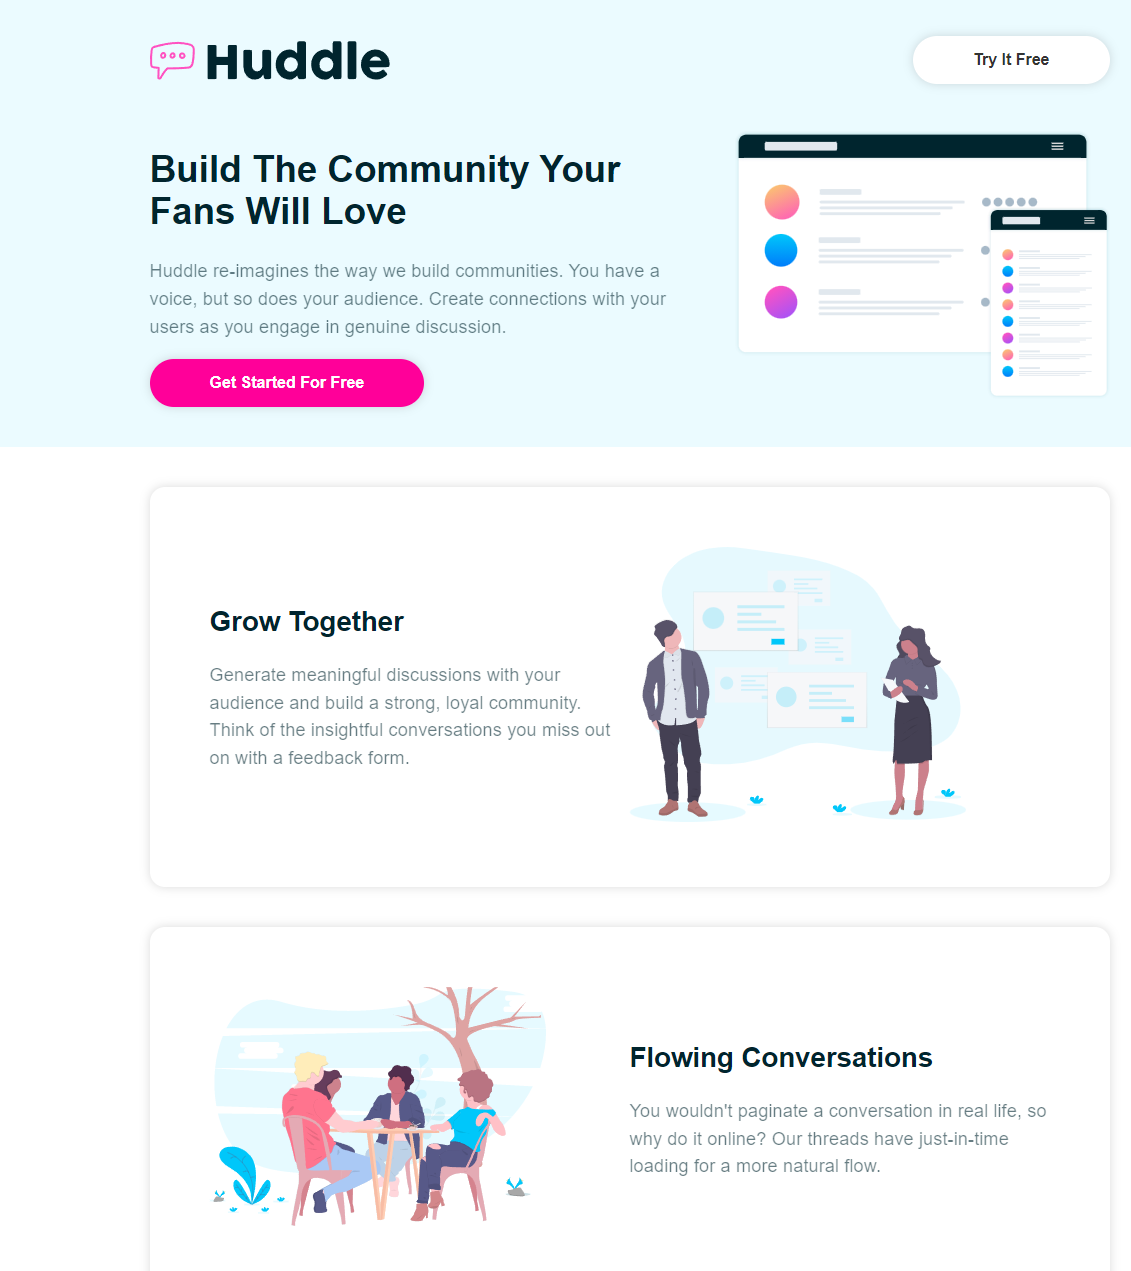 Huddle
Try It Free
Build The Community Your
Fans Will Love
Huddle re-imagines the way we build communities. You have a
voice, but so does your audience. Create connections with your
users as you engage in genuine discussion.
Get Started For Free
Grow Together
Generate meaningful discussions with your
audience and build a strong, loyal community.
Think of the insightful conversations you miss out
on with a feedback form.
Flowing Conversations
You wouldn't paginate a conversation in real life, so
why do it online? Our threads have just-in-time
loading for a more natural flow.